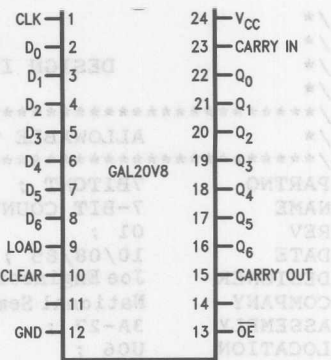 CLK 1 24 VCC
D0 2 23 CARRY IN
D1 3 22 Q0
D2 4 21 Q1
D3 5 20 Q2
D4 6 19 Q3
D5 7 GAL20V8 18 Q4
D6 8 17 Q5
LOAD 9 16 Q6
CLEAR 10 15 CARRY OUT
11 14
GND 12 13 OE